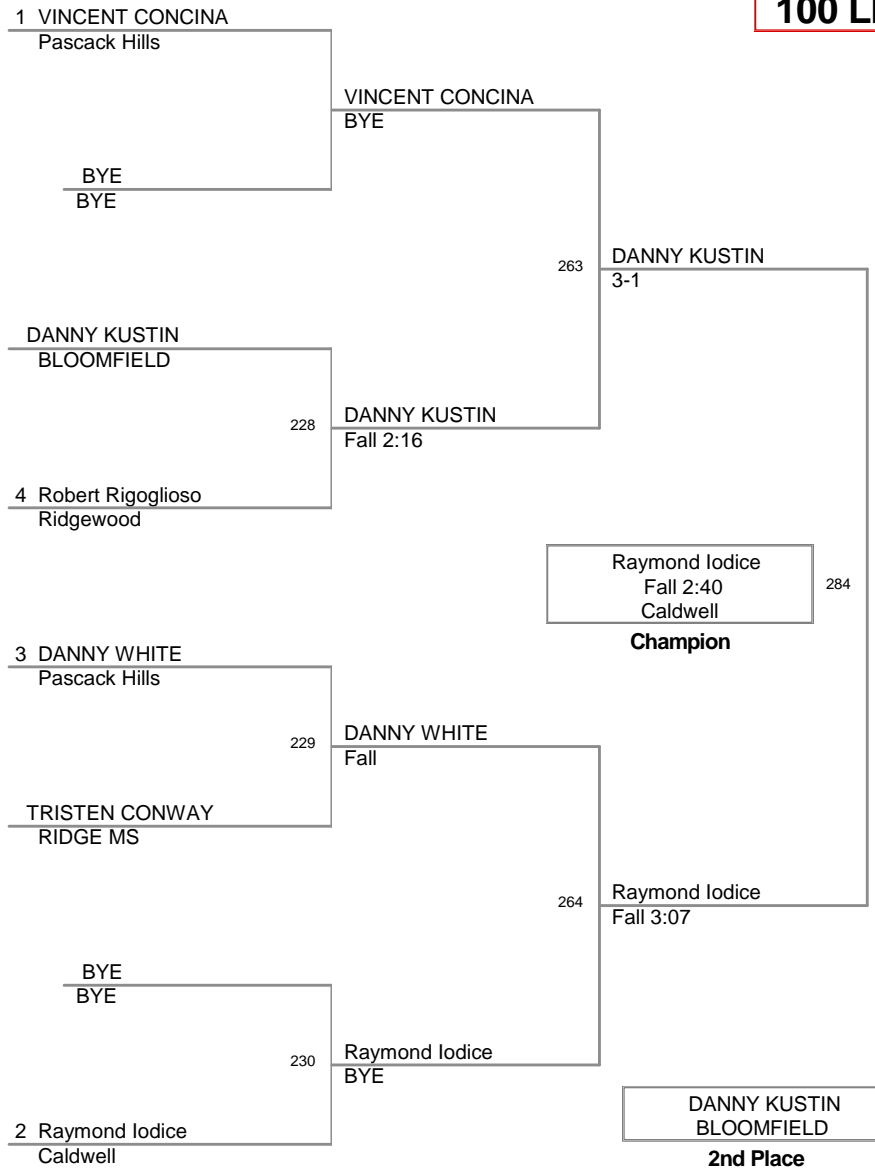 100 L
1 VINCENT CONCINA
Pascack Hills
VINCENT CONCINA
BYE
BYE
BYE
263
DANNY KUSTIN
3-1
DANNY KUSTIN
BLOOMFIELD
228
DANNY KUSTIN
Fall 2:16
4 Robert Rigoglioso
Ridgewood
Raymond Iodice
Fall 2:40
Caldwell
284
Champion
3 DANNY WHITE
Pascack Hills
229
DANNY WHITE
Fall
TRISTEN CONWAY
RIDGE MS
264
Raymond Iodice
Fall 3:07
BYE
BYE
230
Raymond Iodice
BYE
2 Raymond Iodice
Caldwell
DANNY KUSTIN
BLOOMFIELD
2nd Place